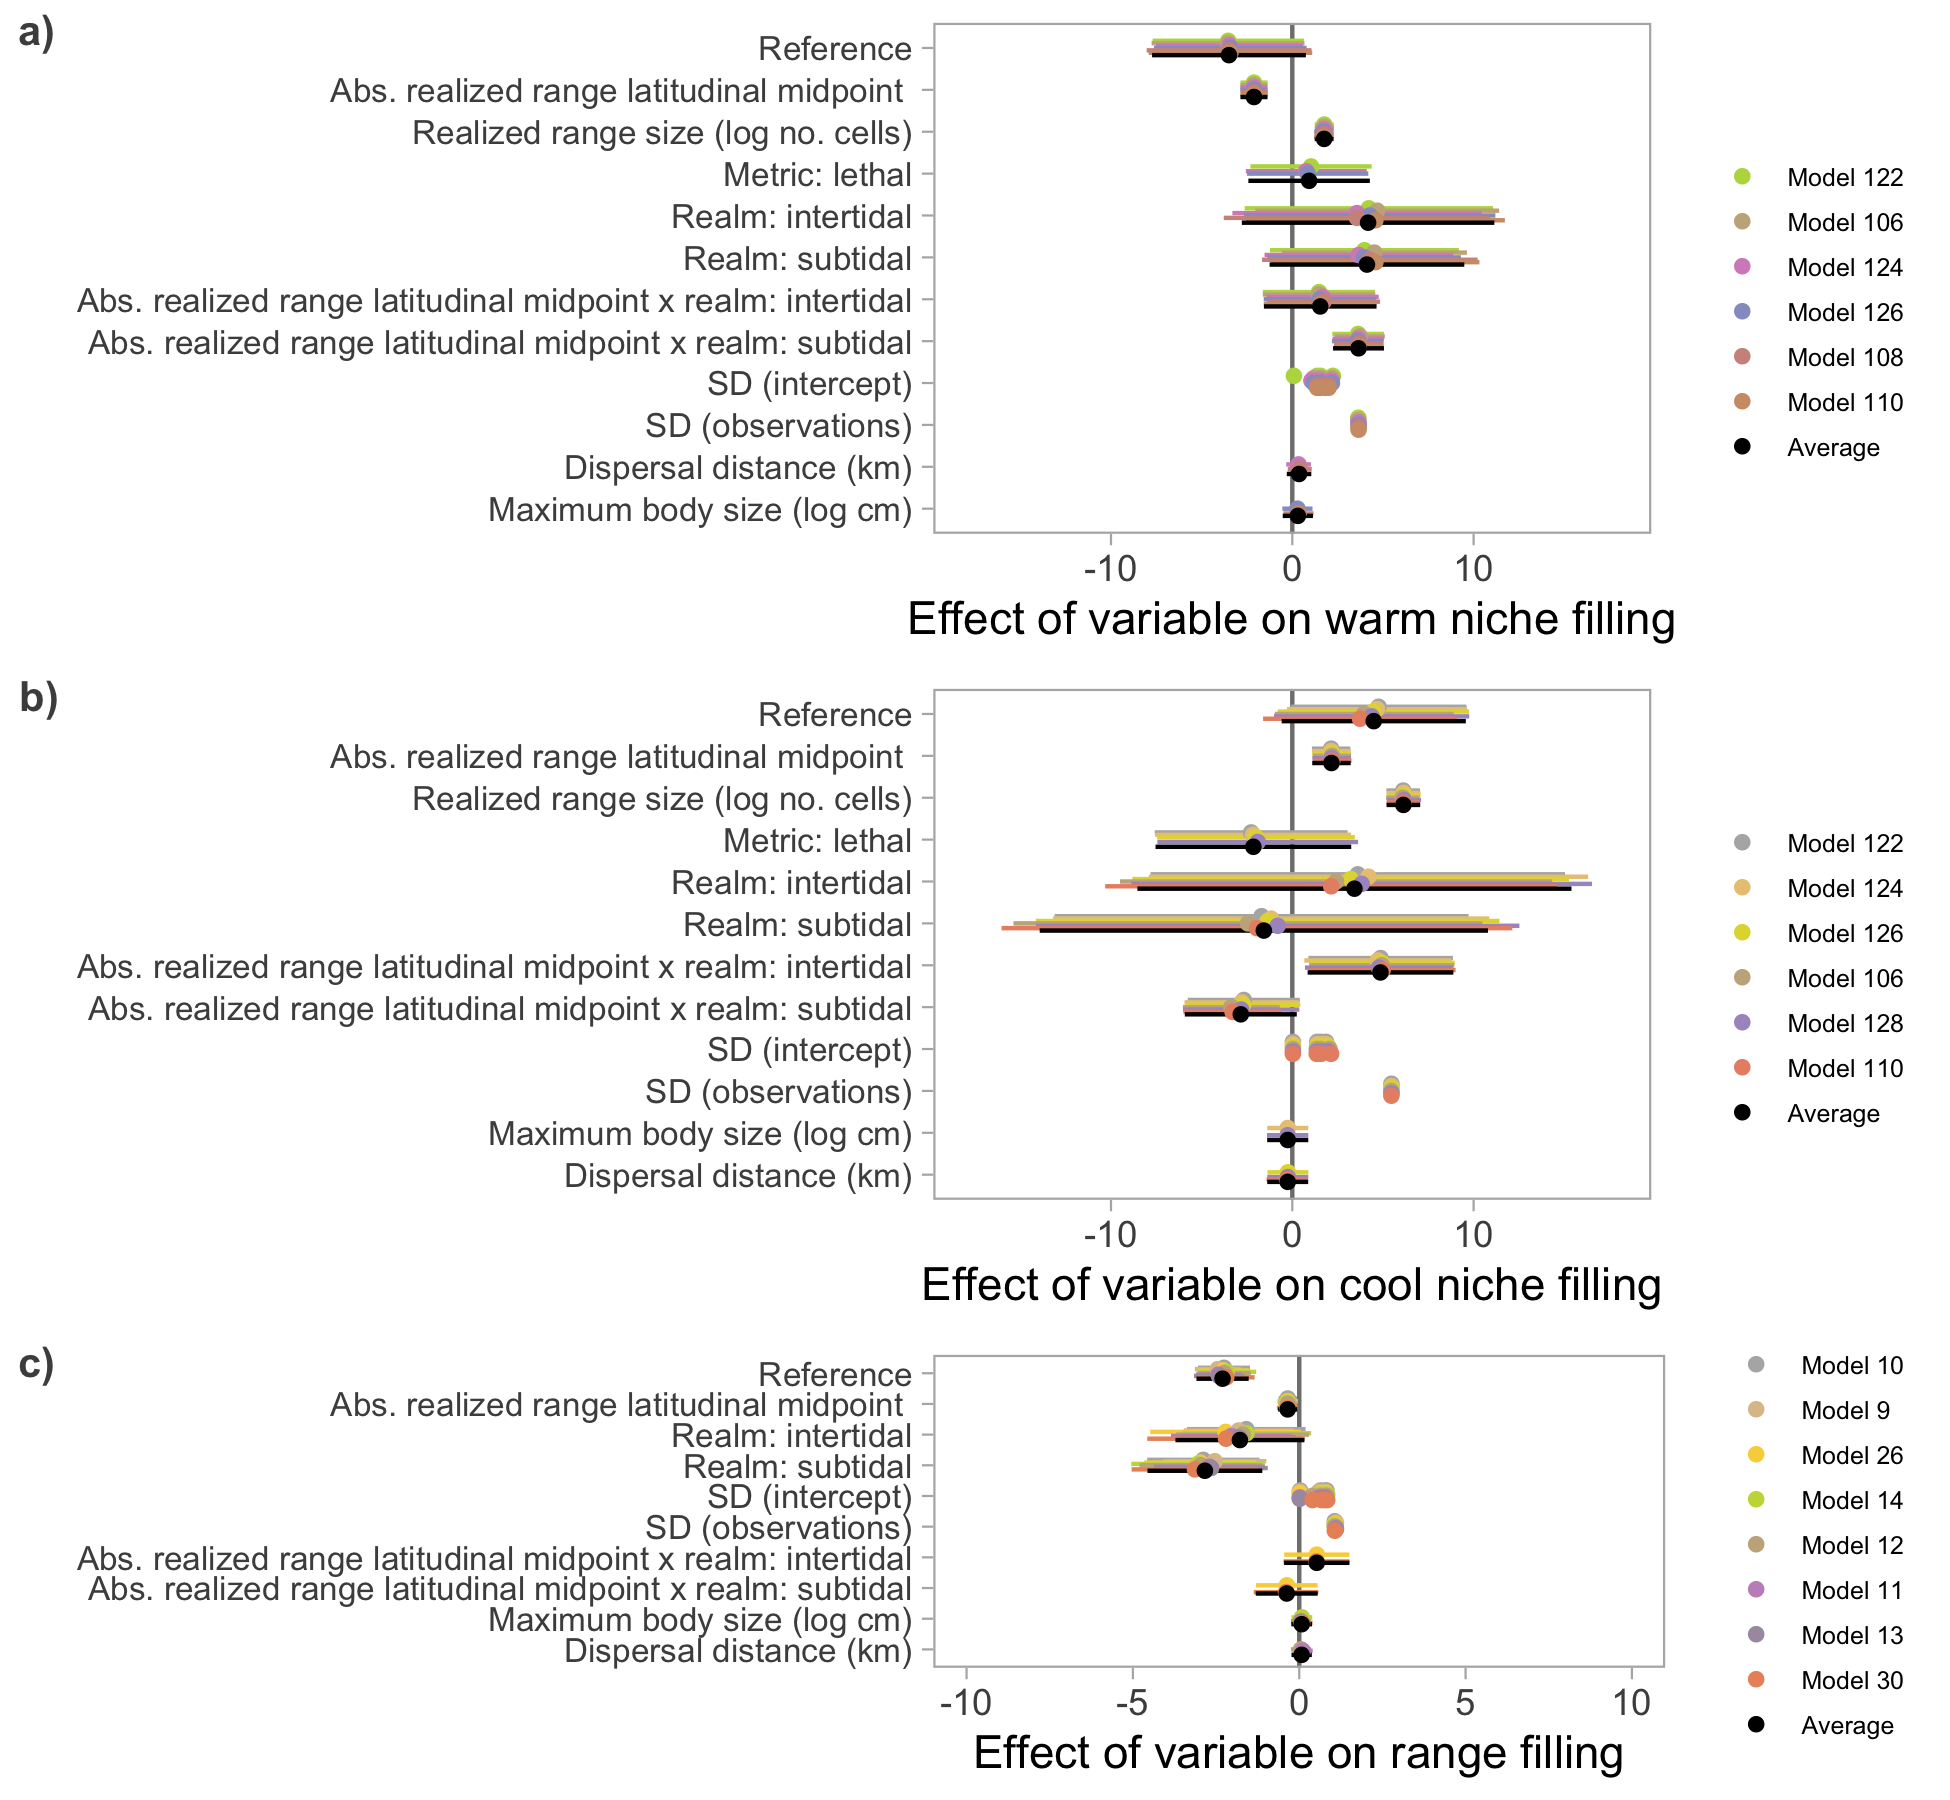 a)
Reference
Abs. realized range latitudinal midpoint
Realized range size (log no. cells)
Metric: lethal
Realm: intertidal
Realm: subtidal
Abs. realized range latitudinal midpoint x realm: intertidal
Abs. realized range latitudinal midpoint x realm: subtidal
SD (intercept)
SD (observations)
Dispersal distance (km)
Maximum body size (log cm)
-10 0 10
Effect of variable on warm niche filling
Model 122
Model 106
Model 124
Model 126
Model 108
Model 110
Average
b)
Reference
Abs. realized range latitudinal midpoint
Realized range size (log no. cells)
Metric: lethal
Realm: intertidal
Realm: subtidal
Abs. realized range latitudinal midpoint x realm: intertidal
Abs. realized range latitudinal midpoint x realm: subtidal
SD (intercept)
SD (observations)
Maximum body size (log cm)
Dispersal distance (km)
-10 0 10
Effect of variable on cool niche filling
Model 122
Model 124
Model 126
Model 106
Model 128
Model 110
Average
c)
Reference
Abs. realized range latitudinal midpoint
Realm: intertidal
Realm: subtidal
SD (intercept)
SD (observations)
Abs. realized range latitudinal midpoint x realm: intertidal
Abs. realized range latitudinal midpoint x realm: subtidal
Maximum body size (log cm)
Dispersal distance (km)
-10 -5 0 5 10
Effect of variable on range filling
Model 10
Model 9
Model 26
Model 14
Model 12
Model 11
Model 13
Model 30
Average